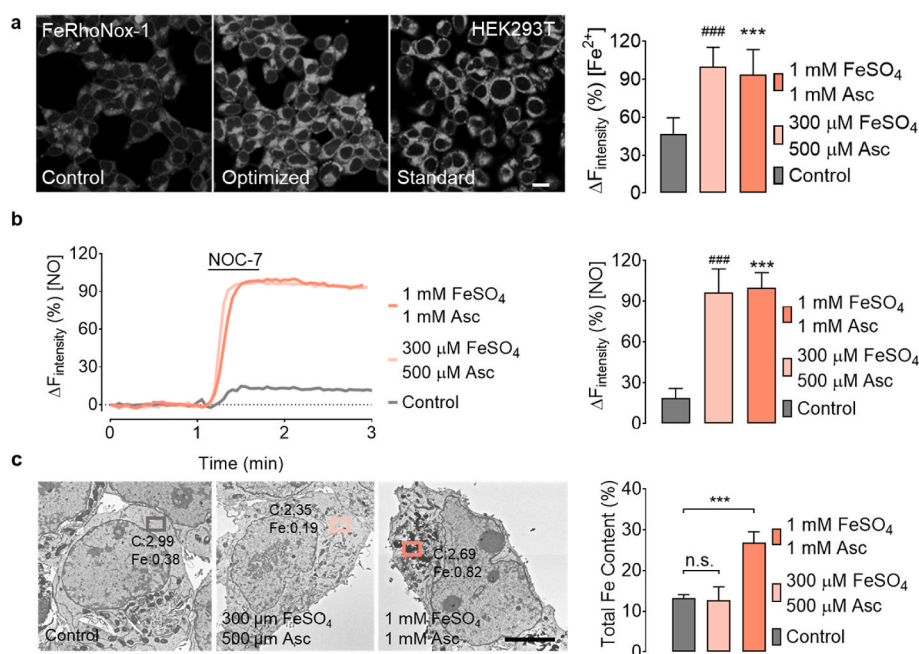 a
FeRhoNox-1
HEK293T
Control
Optimized
Standard
ΔFintensity (%) [Fe2+]
120
90
60
30
0
###
***
1 mM FeSO4
1 mM Asc
300 μM FeSO4
500 μM Asc
Control
b
ΔFintensity (%) [NO]
120
90
60
30
0
NOC-7
0
1
2
3
Time (min)
1 mM FeSO4
1 mM Asc
300 μM FeSO4
500 μM Asc
Control
ΔFintensity (%) [NO]
120
90
60
30
0
###
***
1 mM FeSO4
1 mM Asc
300 μM FeSO4
500 μM Asc
Control
c
C:2,99
Fe:0,38
Control
C:2,35
Fe:0,19
300 μm FeSO4
500 μm Asc
C:2,69
Fe:0,82
1 mM FeSO4
1 mM Asc
Total Fe Content (%)
40
30
20
10
0
n.s.
***
1 mM FeSO4
1 mM Asc
300 μM FeSO4
500 μM Asc
Control